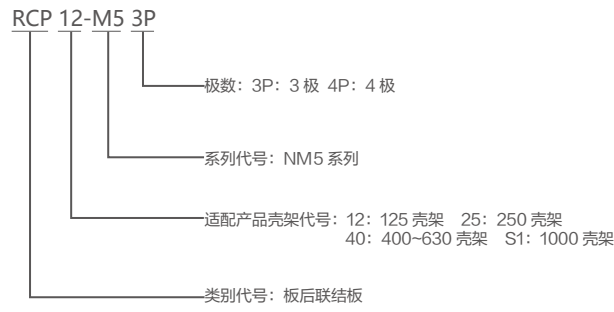 RCP 12-M5 3P
极数：3P：3 极 4P：4 极
系列代号：NM5 系列
适配产品壳架代号：12：125 壳架 25：250 壳架
40：400~630 壳架 S1：1000 壳架
类别代号：板后联结板